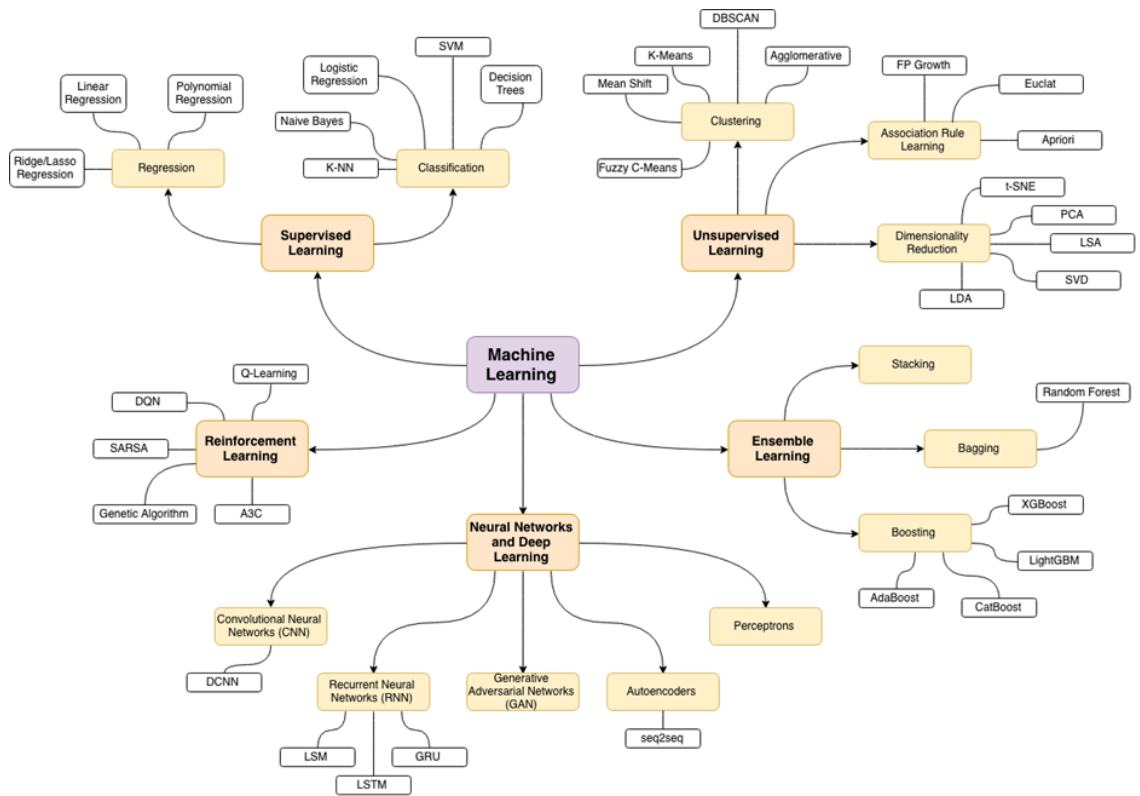 DBSCAN
SVM
K-Means
Agglomerative
Logistic
Regression
FP Growth
Linear
Regression
Polynomial
Regression
Decision
Trees
Mean Shift
Euclat
Naive Bayes
Clustering
Association Rule
Learning
Apriori
Ridge/Lasso
Regression
Regression
K-NN
Classification
Fuzzy C-Means
t-SNE
PCA
Supervised
Learning
Unsupervised
Learning
Dimensionality
Reduction
LSA
SVD
LDA
Machine
Learning
Stacking
Q-Learning
DQN
Random Forest
SARSA
Reinforcement
Learning
Ensemble
Learning
Bagging
Genetic Algorithm
A3C
XGBoost
Neural Networks
and Deep
Learning
Boosting
LightGBM
AdaBoost
CatBoost
Convolutional Neural
Networks (CNN)
Perceptrons
DCNN
Recurrent Neural
Networks (RNN)
Generative
Adversarial Networks
(GAN)
Autoencoders
seq2seq
LSM
GRU
LSTM